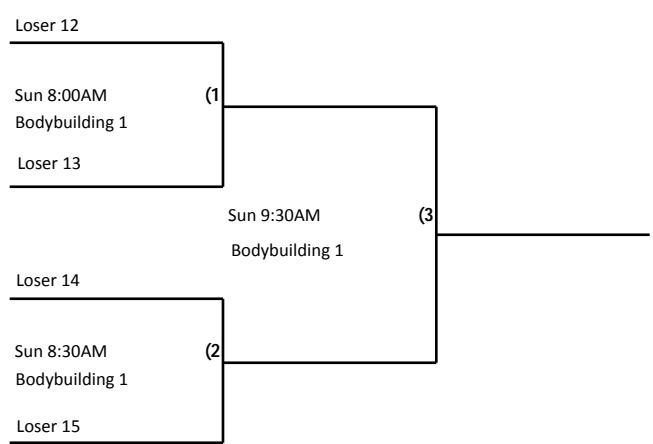 Loser 12
Sun 8:00AM (1
Bodybuilding 1
Loser 13
Sun 9:30AM (3
Bodybuilding 1
Loser 14
Sun 8:30AM (2
Bodybuilding 1
Loser 15